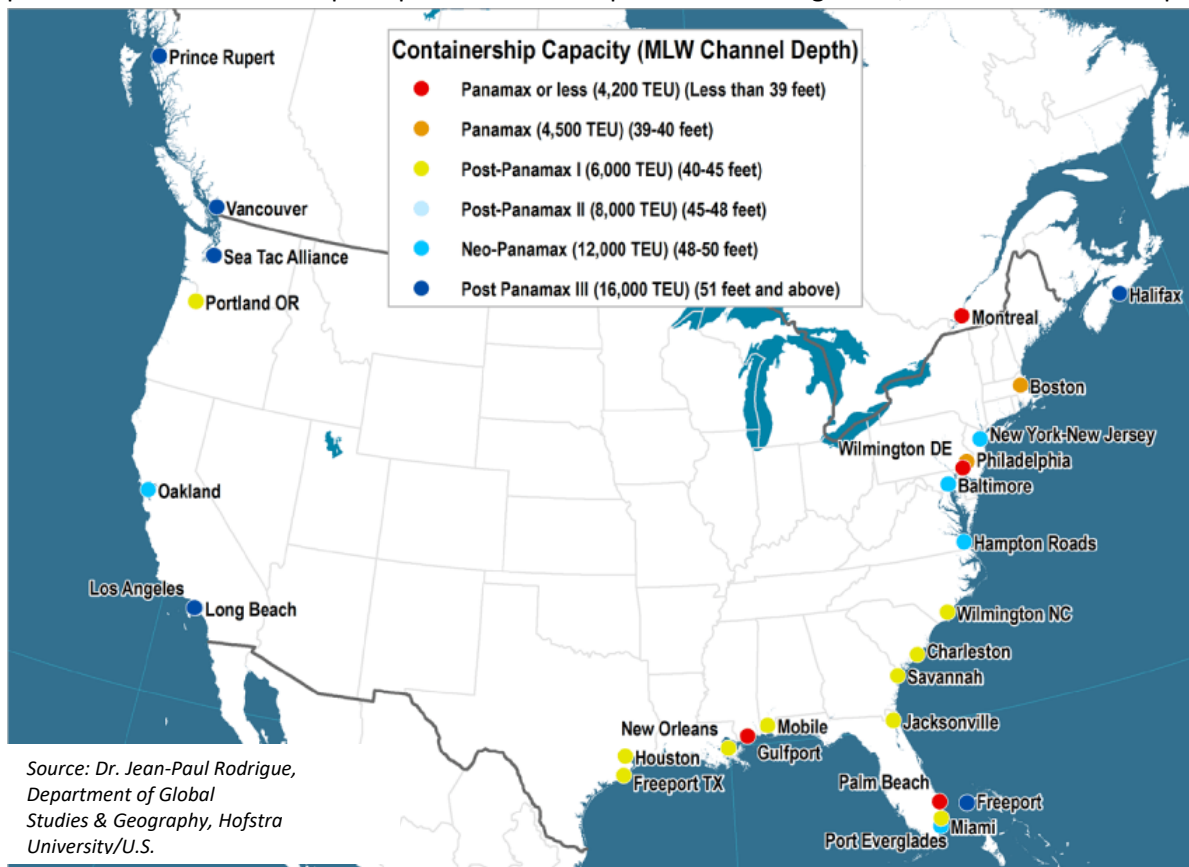 Containership Capacity (MLW Channel Depth)
Panamax or less (4,200 TEU) (Less than 39 feet)
Panamax (4,500 TEU) (39-40 feet)
Post-Panamax I (6,000 TEU) (40-45 feet)
Post-Panamax II (8,000 TEU) (45-48 feet)
Neo-Panamax (12,000 TEU) (48-50 feet)
Post Panamax III (16,000 TEU) (51 feet and above)
Prince Rupert
Vancouver
Sea Tac Alliance
Portland OR
Halifax
Montreal
Boston
New York-New Jersey
Wilmington DE
Philadelphia
Baltimore
Oakland
Hampton Roads
Los Angeles
Long Beach
Wilmington NC
Charleston
Savannah
Jacksonville
New Orleans
Mobile
Gulfport
Houston
Freeport TX
Palm Beach
Freeport
Miami
Port Everglades
Source: Dr. Jean-Paul Rodrigue,
Department of Global
Studies & Geography, Hofstra
University/U.S.